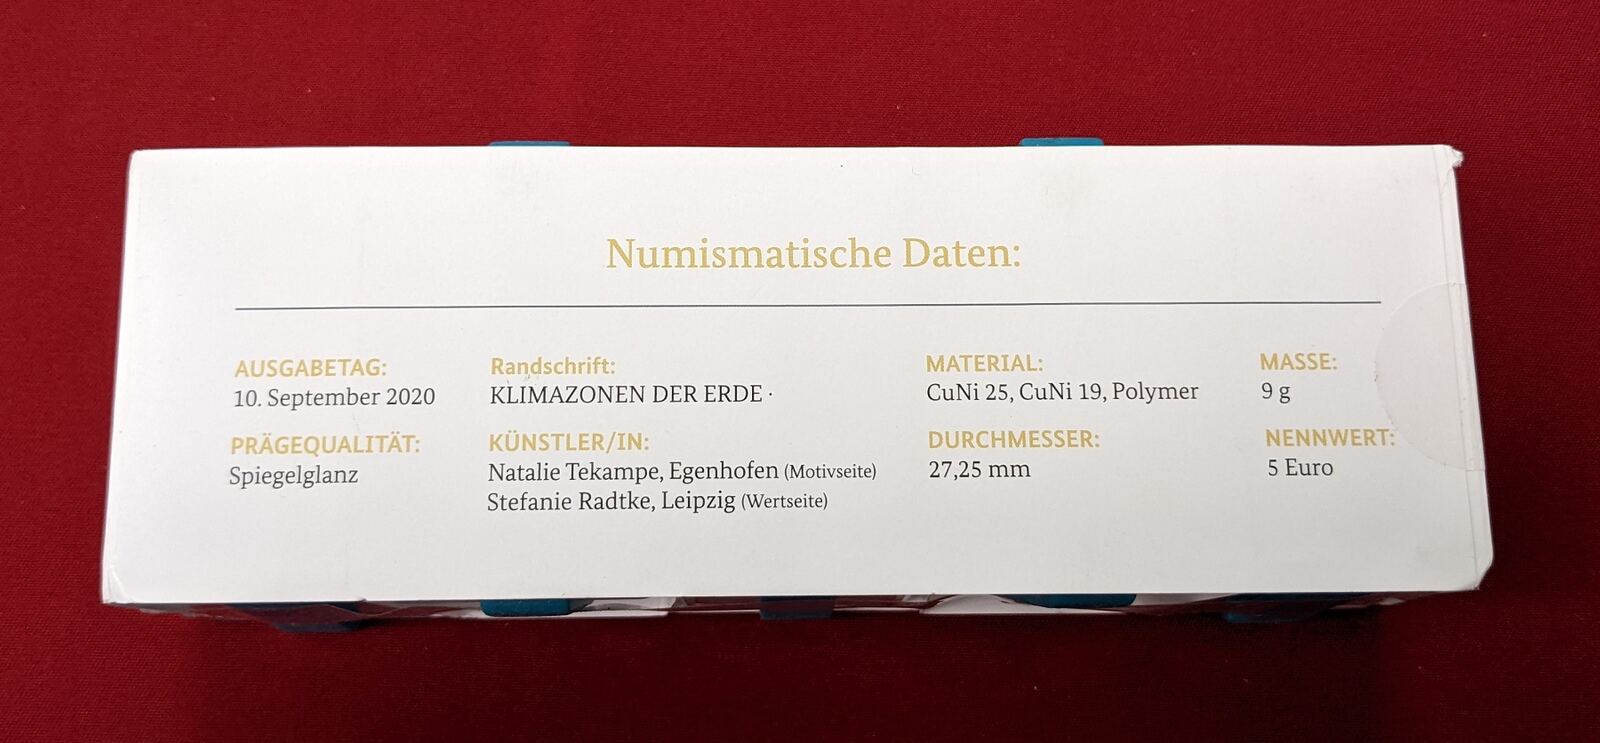 Numismatische Daten:
AUSGABETAG:
10. September 2020
Randschrift:
KLIMAZONEN DER ERDE ·
MATERIAL:
CuNi 25, CuNi 19, Polymer
MASSE:
9 g
PRÄGEQUALITÄT:
Spiegelglanz
KÜNSTLER/IN:
Natalie Tekampe, Egenhofen (Motivseite)
Stefanie Radtke, Leipzig (Wertseite)
DURCHMESSER:
27,25 mm
NENNWERT:
5 Euro